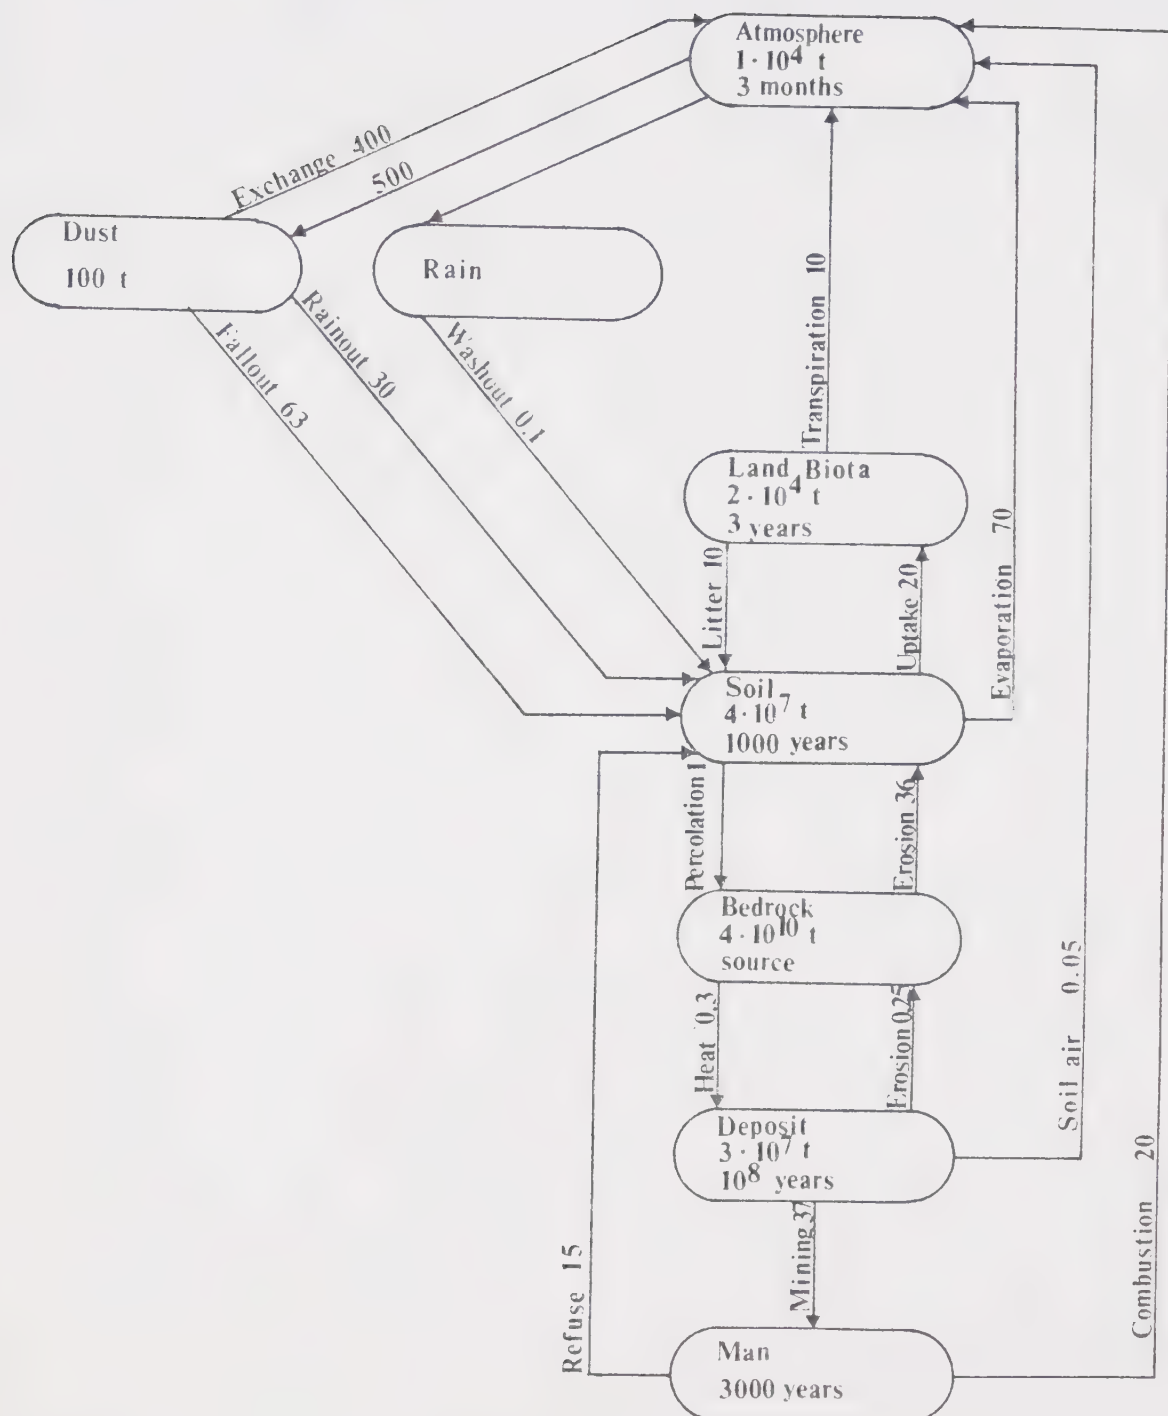 Atmosphere
1 · 10⁴ t
3 months
Exchange 400
500
Dust
100 t
Rain
Fallout 63
Rainout 30
Washout 0.1
Transpiration 10
Land Biota
2 · 10⁴ t
3 years
Litter 10
Uptake 20
Evaporation 70
Soil
4 · 10⁷ t
1000 years
Percolation 1
Erosion 36
Bedrock
4 · 10¹⁰ t
source
Heat 0,3
Erosion 0,25
Soil air 0.05
Deposit
3 · 10⁷ t
10⁸ years
Mining 37
Refuse 15
Combustion 20
Man
3000 years